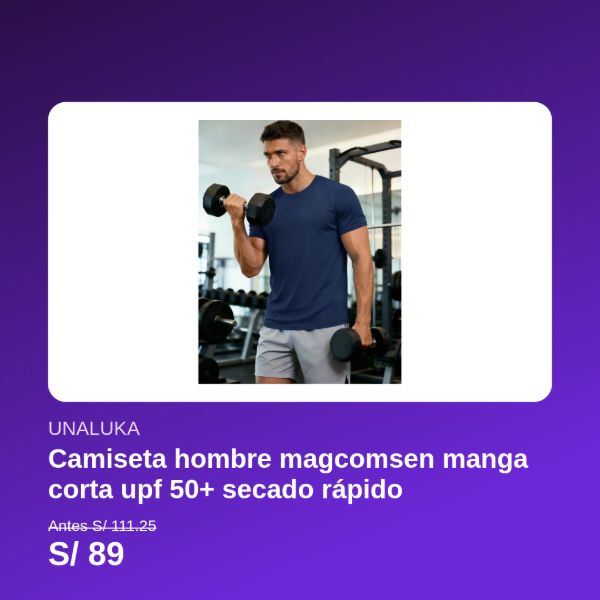 UNALUKA
Camiseta hombre magcomsen manga
corta upf 50+ secado rápido
Antes S/ 111.25
S/ 89